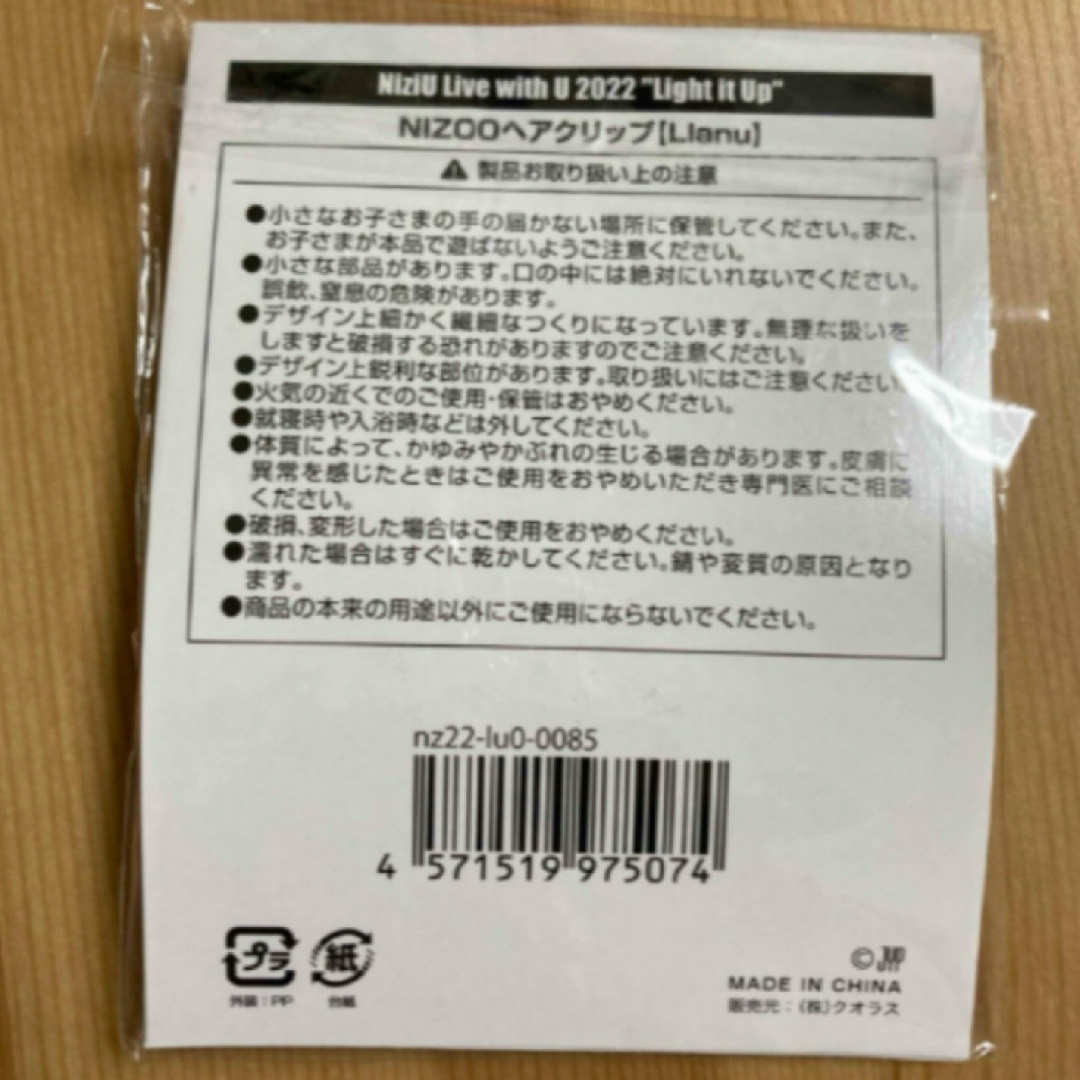 NiziU Live with U 2022 "Light it Up"
NIZOOヘアクリップ【LIanu】
製品お取り扱い上の注意
●小さなお子さまの手の届かない場所に保管してください。また、
お子さまが本品で遊ばないようご注意ください。
●小さな部品があります。口の中には絶対にいれないでください。
誤飲、窒息の危険があります。
●デザイン上細かく繊細なつくりになっています。無理な扱いを
しますと破損する恐れがありますのでご注意ください。
●デザイン上鋭利な部位があります。取り扱いにはご注意ください。
●火気の近くでのご使用・保管はおやめください。
●就寝時や入浴時などは外してください。
●体質によって、かゆみやかぶれの生じる場合があります。皮膚に
異常を感じたときはご使用をおやめいただき専門医にご相談
ください。
●破損、変形した場合はご使用をおやめください。
●濡れた場合はすぐに乾かしてください。錆や変質の原因となり
ます。
●商品の本来の用途以外にご使用にならないでください。
nz22-lu0-0085
4 571519 975074
プラ 紙
外装：PP 台紙
©JYP
MADE IN CHINA
販売元：(株)クオラス